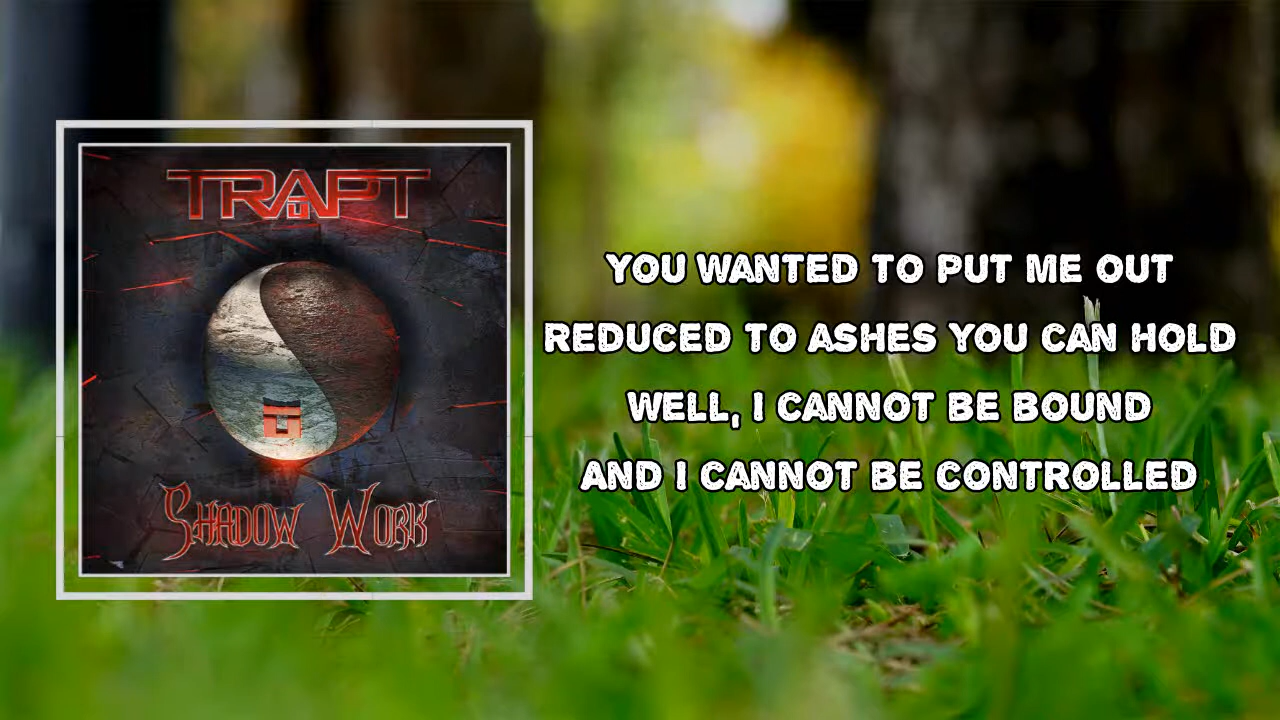 TRAPT
SHADOW WORK
YOU WANTED TO PUT ME OUT
REDUCED TO ASHES YOU CAN HOLD
WELL, I CANNOT BE BOUND
AND I CANNOT BE CONTROLLED